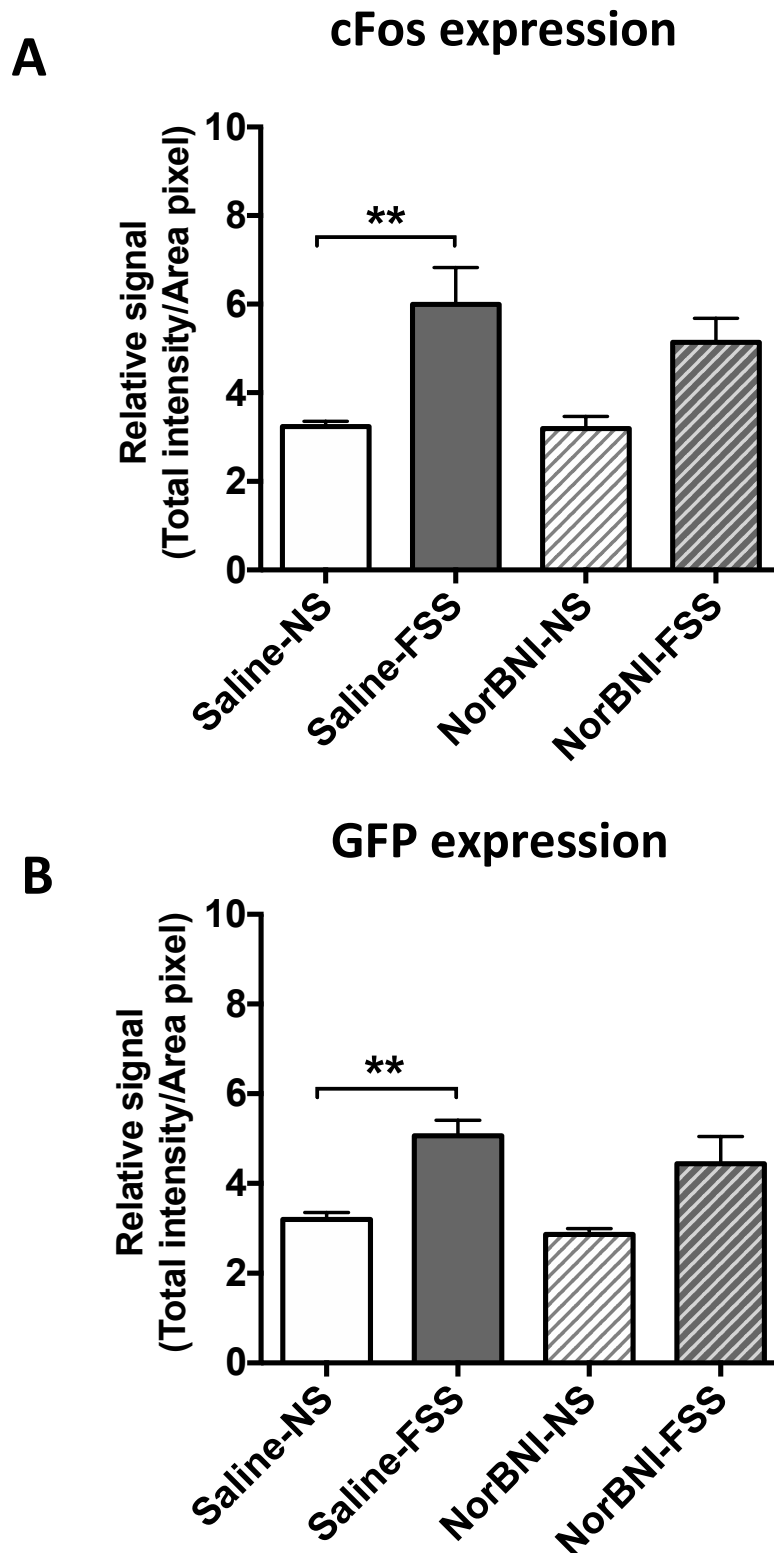 cFos expression
A
10
8
6
4
2
0
Relative signal
(Total intensity/Area pixel)
**
Saline-NS
Saline-FSS
NorBNI-NS
NorBNI-FSS
GFP expression
B
10
8
6
4
2
0
Relative signal
(Total intensity/Area pixel)
**
Saline-NS
Saline-FSS
NorBNI-NS
NorBNI-FSS